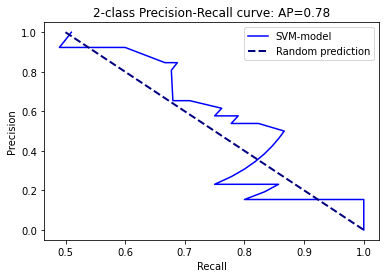 2-class Precision-Recall curve: AP=0.78
SVM-model
Random prediction
1.0
0.8
0.6
0.4
0.2
0.0
Precision
0.5 0.6 0.7 0.8 0.9 1.0
Recall